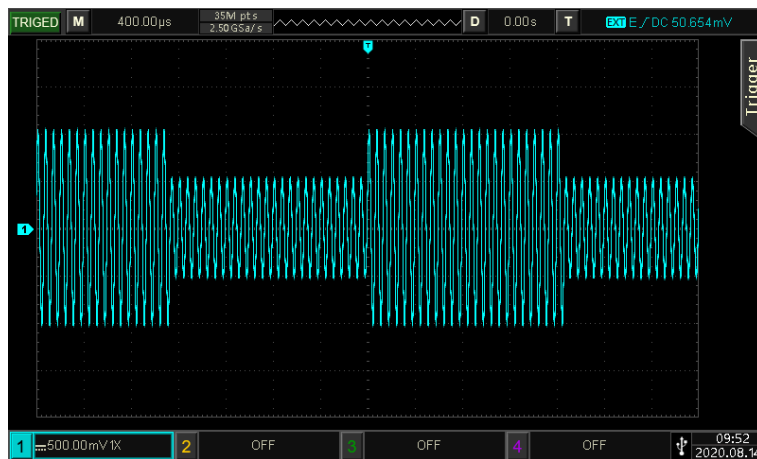 TRIGED M 400.00μs 35M pts D 0.00s T EXT E DC 50.654mV
2.50GSa/s
T
Trigger
1
1 500.00mV 1X 2 OFF 3 OFF 4 OFF 09:52
2020.08.14